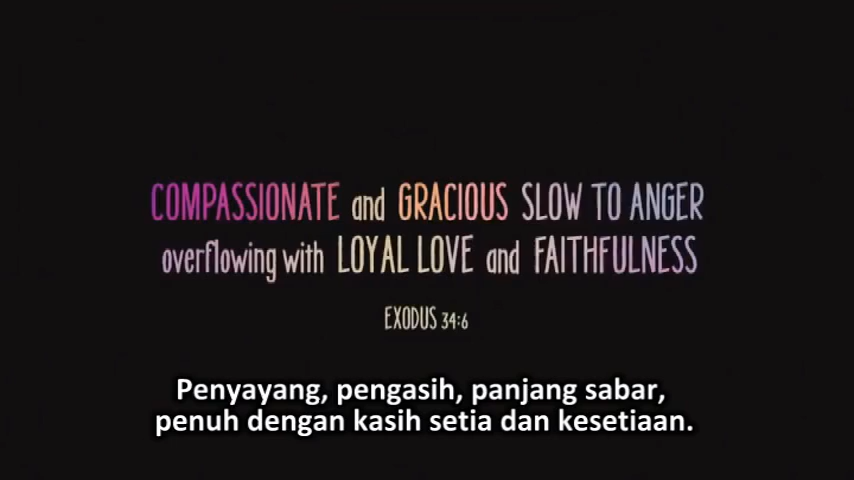 COMPASSIONATE and GRACIOUS SLOW TO ANGER
overflowing with LOYAL LOVE and FAITHFULNESS
EXODUS 34:6
Penyayang, pengasih, panjang sabar,
penuh dengan kasih setia dan kesetiaan.